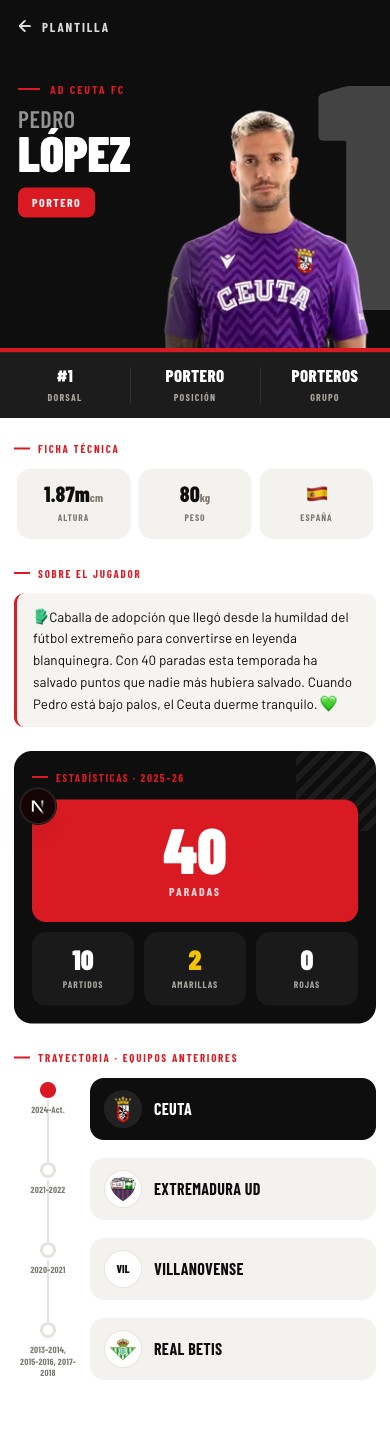 PLANTILLA
AD CEUTA FC
PEDRO
LÓPEZ
PORTERO
1
CEUTA
#1
DORSAL
PORTERO
POSICIÓN
PORTEROS
GRUPO
FICHA TÉCNICA
1.87mcm
ALTURA
80kg
PESO
ESPAÑA
SOBRE EL JUGADOR
Caballa de adopción que llegó desde la humildad del
fútbol extremeño para convertirse en leyenda
blanquinegra. Con 40 paradas esta temporada ha
salvado puntos que nadie más hubiera salvado. Cuando
Pedro está bajo palos, el Ceuta duerme tranquilo.
ESTADÍSTICAS · 2025-26
N
40
PARADAS
10
PARTIDOS
2
AMARILLAS
0
ROJAS
TRAYECTORIA · EQUIPOS ANTERIORES
2024-Act.
CEUTA
2021-2022
EXTREMADURA UD
2020-2021
VIL
VILLANOVENSE
2013-2014,
2015-2016, 2017-
2018
REAL BETIS